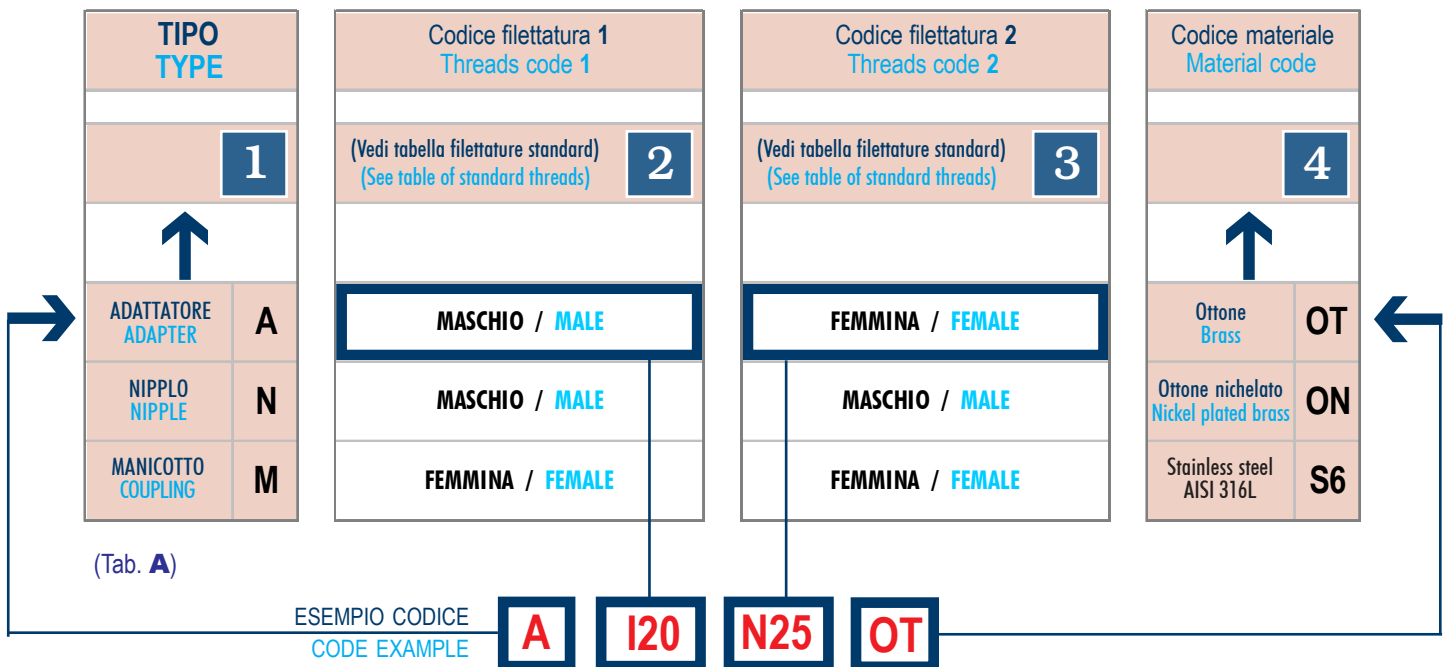 TIPO
TYPE
Codice filettatura 1
Threads code 1
Codice filettatura 2
Threads code 2
Codice materiale
Material code
1
(Vedi tabella filettature standard)
(See table of standard threads)
2
(Vedi tabella filettature standard)
(See table of standard threads)
3
4
ADATTATORE
ADAPTER
A
MASCHIO / MALE
FEMMINA / FEMALE
Ottone
Brass
OT
NIPPLO
NIPPLE
N
MASCHIO / MALE
MASCHIO / MALE
Ottone nichelato
Nickel plated brass
ON
MANICOTTO
COUPLING
M
FEMMINA / FEMALE
FEMMINA / FEMALE
Stainless steel
AISI 316L
S6
(Tab. A)
ESEMPIO CODICE
CODE EXAMPLE
A
I20
N25
OT